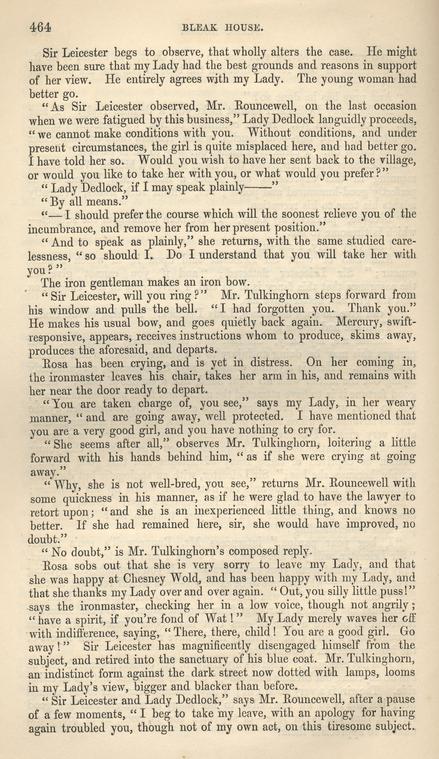 464 BLEAK HOUSE.
Sir Leicester begs to observe, that wholly alters the case. He might
have been sure that my Lady had the best grounds and reasons in support
of her view. He entirely agrees with my Lady. The young woman had
better go.
"As Sir Leicester observed, Mr. Rouncewell, on the last occasion
when we were fatigued by this business," Lady Dedlock languidly proceeds,
"we cannot make conditions with you. Without conditions, and under
present circumstances, the girl is quite misplaced here, and had better go.
I have told her so. Would you wish to have her sent back to the village,
or would you like to take her with you, or what would you prefer?"
"Lady Dedlock, if I may speak plainly——"
"By all means."
"—I should prefer the course which will the soonest relieve you of the
incumbrance, and remove her from her present position."
"And to speak as plainly," she returns, with the same studied care-
lessness, "so should I. Do I understand that you will take her with
you?"
The iron gentleman makes an iron bow.
"Sir Leicester, will you ring?" Mr. Tulkinghorn steps forward from
his window and pulls the bell. "I had forgotten you. Thank you."
He makes his usual bow, and goes quietly back again. Mercury, swift-
responsive, appears, receives instructions whom to produce, skims away,
produces the aforesaid, and departs.
Rosa has been crying, and is yet in distress. On her coming in,
the ironmaster leaves his chair, takes her arm in his, and remains with
her near the door ready to depart.
"You are taken charge of, you see," says my Lady, in her weary
manner, "and are going away, well protected. I have mentioned that
you are a very good girl, and you have nothing to cry for.
"She seems after all," observes Mr. Tulkinghorn, loitering a little
forward with his hands behind him, "as if she were crying at going
away."
"Why, she is not well-bred, you see," returns Mr. Rouncewell with
some quickness in his manner, as if he were glad to have the lawyer to
retort upon; "and she is an inexperienced little thing, and knows no
better. If she had remained here, sir, she would have improved, no
doubt."
"No doubt," is Mr. Tulkinghorn's composed reply.
Rosa sobs out that she is very sorry to leave my Lady, and that
she was happy at Chesney Wold, and has been happy with my Lady, and
that she thanks my Lady over and over again. "Out, you silly little puss!"
says the ironmaster, checking her in a low voice, though not angrily;
"have a spirit, if you're fond of Wat!" My Lady merely waves her off
with indifference, saying, "There, there, child! You are a good girl. Go
away!" Sir Leicester has magnificently disengaged himself from the
subject, and retired into the sanctuary of his blue coat. Mr. Tulkinghorn,
an indistinct form against the dark street now dotted with lamps, looms
in my Lady's view, bigger and blacker than before.
"Sir Leicester and Lady Dedlock," says Mr. Rouncewell, after a pause
of a few moments, "I beg to take my leave, with an apology for having
again troubled you, though not of my own act, on this tiresome subject.